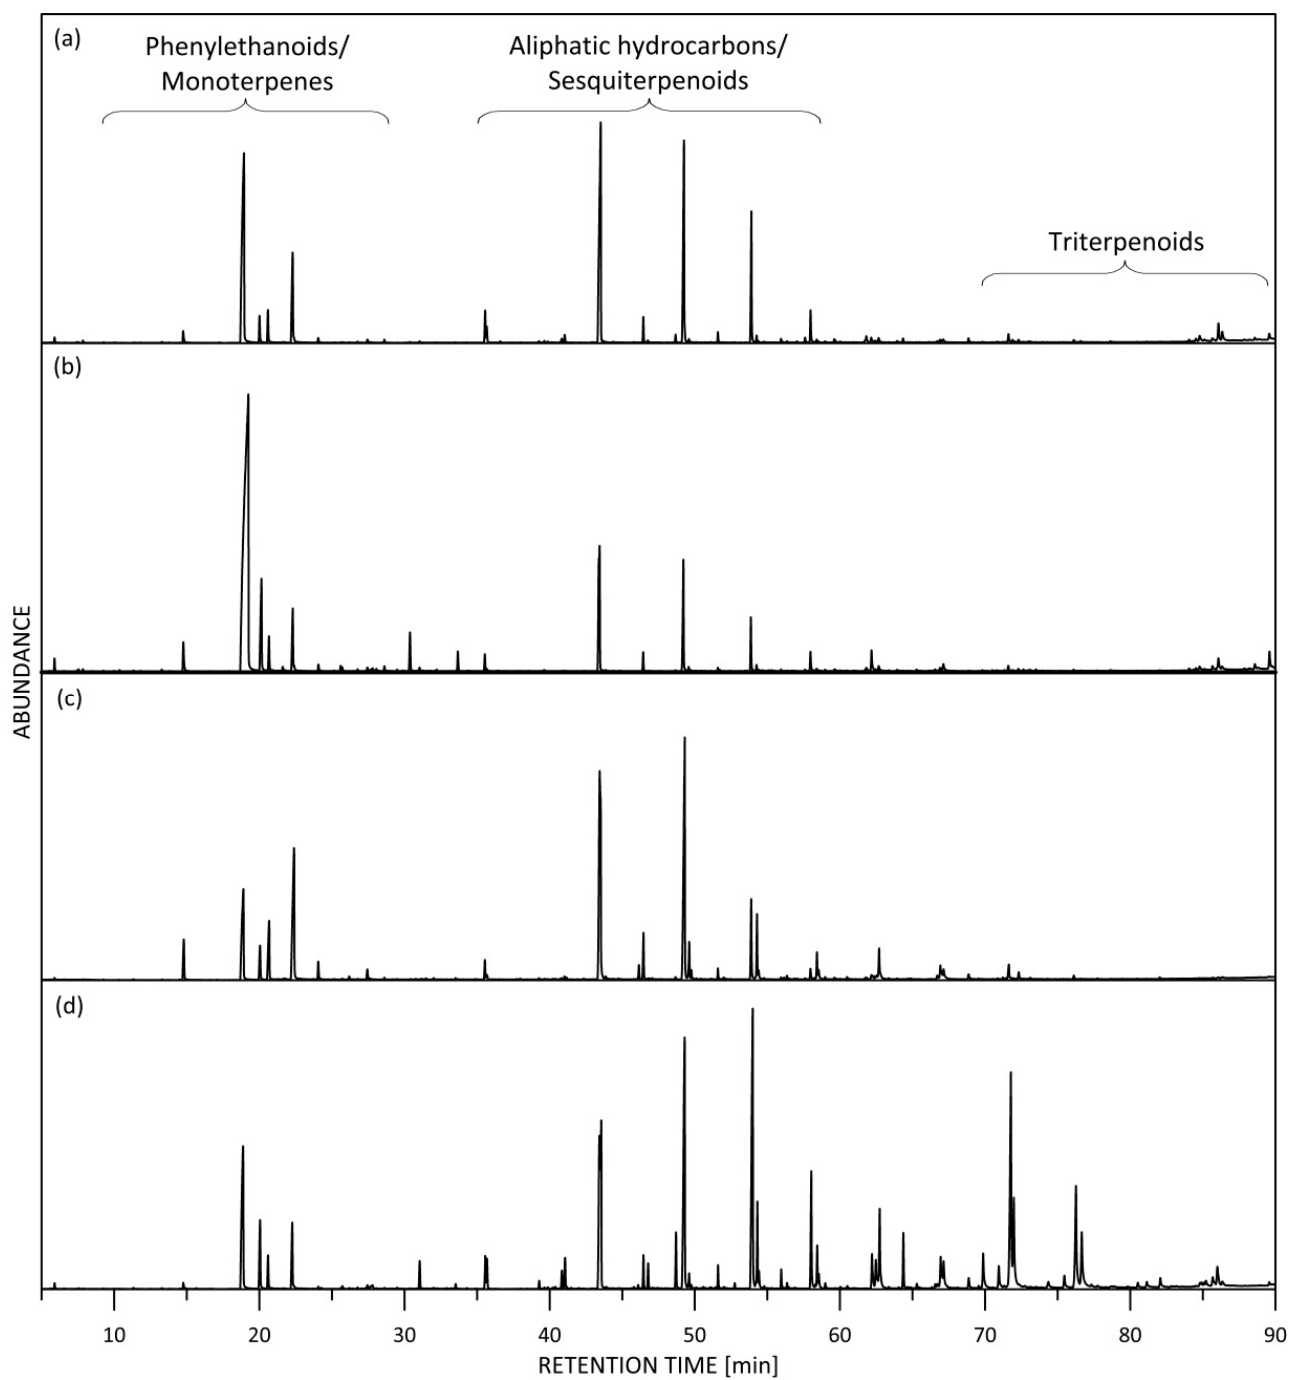 (a)
Phenylethanoids/
Monoterpenes
Aliphatic hydrocarbons/
Sesquiterpenoids
Triterpenoids
(b)
(c)
(d)
ABUNDANCE
10 20 30 40 50 60 70 80 90
RETENTION TIME [min]